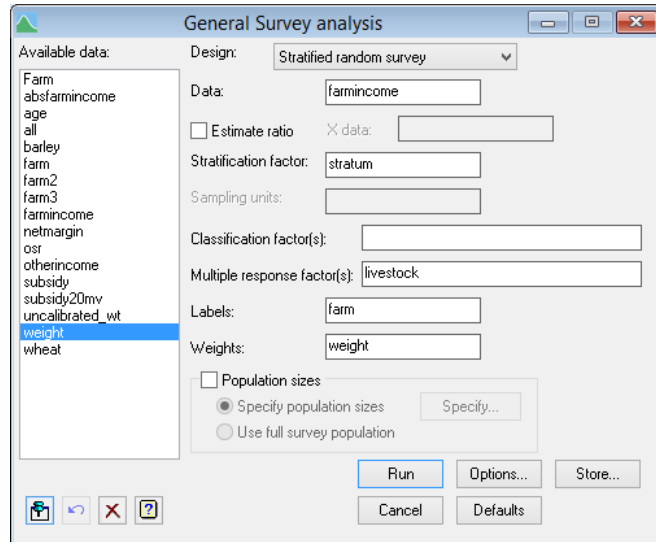 General Survey analysis
Available data:
Farm
absfarmincome
age
all
barley
farm
farm2
farm3
farmincome
netmargin
osr
otherincome
subsidy
subsidy20mv
uncalibrated_wt
weight
wheat
Design: Stratified random survey
Data: farmincome
Estimate ratio X data:
Stratification factor: stratum
Sampling units:
Classification factor(s):
Multiple response factor(s): livestock
Labels: farm
Weights: weight
Population sizes
Specify population sizes Specify...
Use full survey population
Run Options... Store...
Cancel Defaults